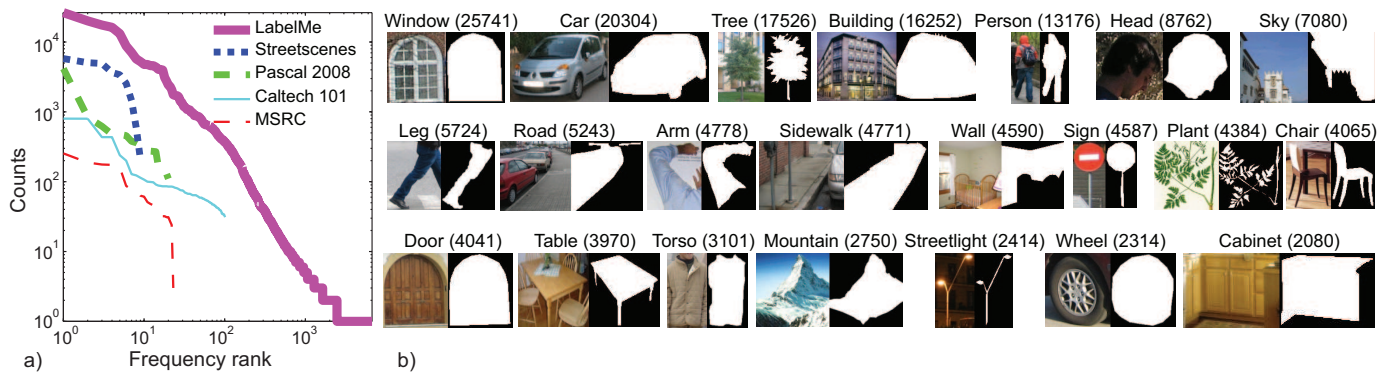 LabelMe
Streetscenes
Pascal 2008
Caltech 101
MSRC
10^4
10^3
10^2
10^1
10^0
Counts
10^0 10^1 10^2 10^3
Frequency rank
a)
Window (25741) Car (20304) Tree (17526) Building (16252) Person (13176) Head (8762) Sky (7080)
Leg (5724) Road (5243) Arm (4778) Sidewalk (4771) Wall (4590) Sign (4587) Plant (4384) Chair (4065)
Door (4041) Table (3970) Torso (3101) Mountain (2750) Streetlight (2414) Wheel (2314) Cabinet (2080)
b)